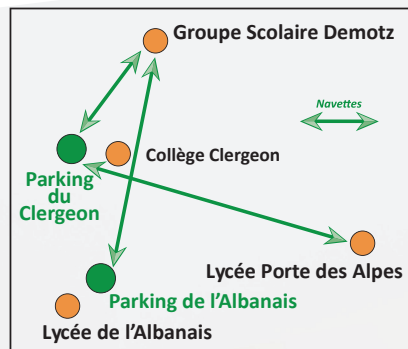 Groupe Scolaire Demotz
Navettes
Collège Clergeon
Parking
du
Clergeon
Lycée Porte des Alpes
Parking de l'Albanais
Lycée de l'Albanais